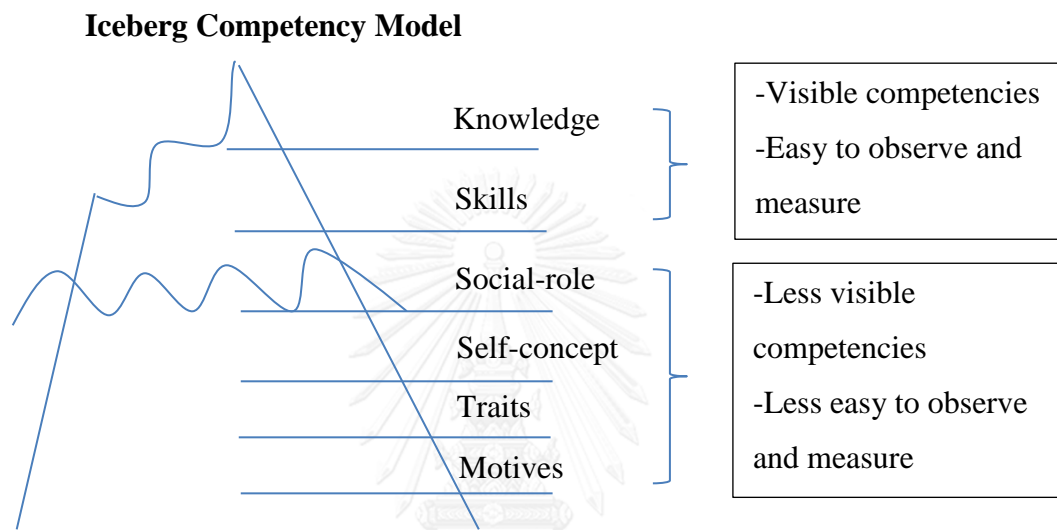 Iceberg Competency Model
Knowledge
Skills
Social-role
Self-concept
Traits
Motives
-Visible competencies
-Easy to observe and
measure
-Less visible
competencies
-Less easy to observe
and measure